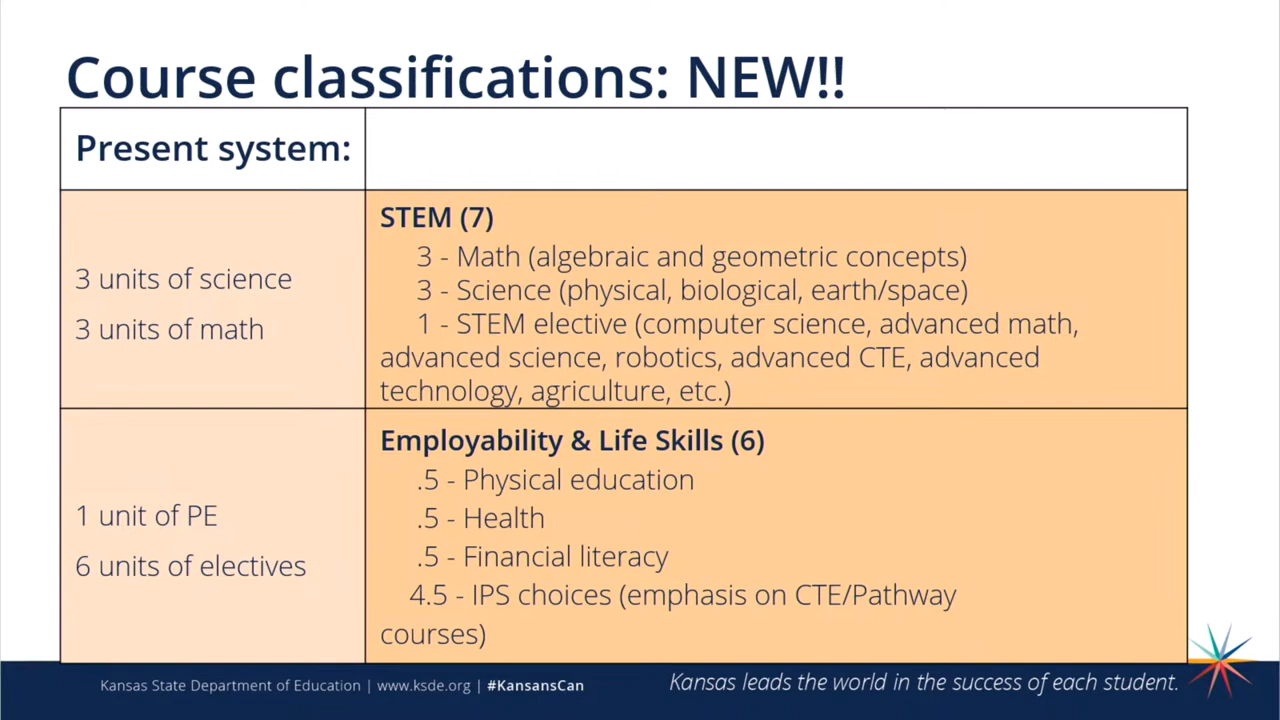 Course classifications: NEW!!
Present system:
3 units of science
3 units of math
STEM (7)
3 - Math (algebraic and geometric concepts)
3 - Science (physical, biological, earth/space)
1 - STEM elective (computer science, advanced math,
advanced science, robotics, advanced CTE, advanced
technology, agriculture, etc.)
1 unit of PE
6 units of electives
Employability & Life Skills (6)
.5 - Physical education
.5 - Health
.5 - Financial literacy
4.5 - IPS choices (emphasis on CTE/Pathway
courses)
Kansas State Department of Education | www.ksde.org | #KansansCan
Kansas leads the world in the success of each student.